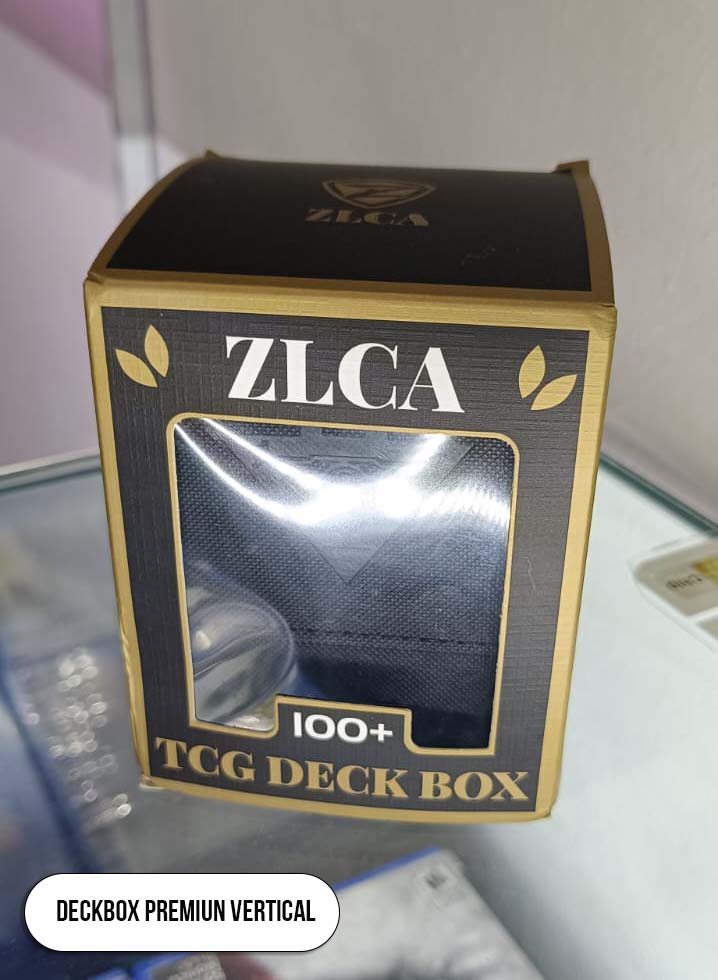 ZLCA
ZLCA
100+
TCG DECK BOX
DECKBOX PREMIUN VERTICAL